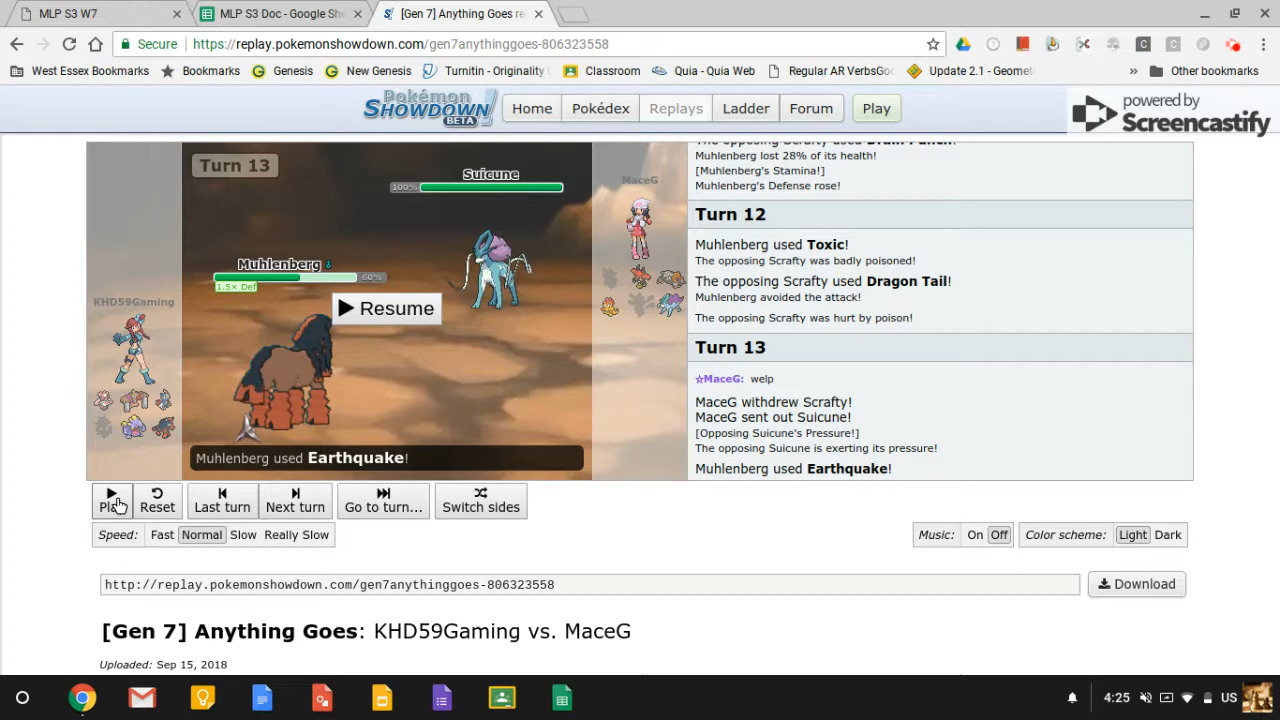 MLP S3 W7
MLP S3 Doc - Google She
[Gen 7] Anything Goes re
Secure
https://replay.pokemonshowdown.com/gen7anythinggoes-806323558
West Essex Bookmarks
Bookmarks
Genesis
New Genesis
Turnitin - Originality
Classroom
Quia - Quia Web
Regular AR VerbsGoo
Update 2.1 - Geomet
»
Other bookmarks
Pokémon
SHOWDOWN
BETA
Home
Pokédex
Replays
Ladder
Forum
Play
powered by
Screencastify
Turn 13
Suicune
100%
Muhlenberg
60%
1.5× Def
Resume
KHD59Gaming
MaceG
Muhlenberg used Earthquake!
The opposing Scrafty used Drain Punch!
Muhlenberg lost 28% of its health!
[Muhlenberg's Stamina!]
Muhlenberg's Defense rose!
Turn 12
Muhlenberg used Toxic!
The opposing Scrafty was badly poisoned!
The opposing Scrafty used Dragon Tail!
Muhlenberg avoided the attack!
The opposing Scrafty was hurt by poison!
Turn 13
☆MaceG: welp
MaceG withdrew Scrafty!
MaceG sent out Suicune!
[Opposing Suicune's Pressure!]
The opposing Suicune is exerting its pressure!
Muhlenberg used Earthquake!
Play
Reset
Last turn
Next turn
Go to turn...
Switch sides
Speed: Fast Normal Slow Really Slow
Music: On Off
Color scheme: Light Dark
http://replay.pokemonshowdown.com/gen7anythinggoes-806323558
Download
[Gen 7] Anything Goes: KHD59Gaming vs. MaceG
Uploaded: Sep 15, 2018
4:25
US